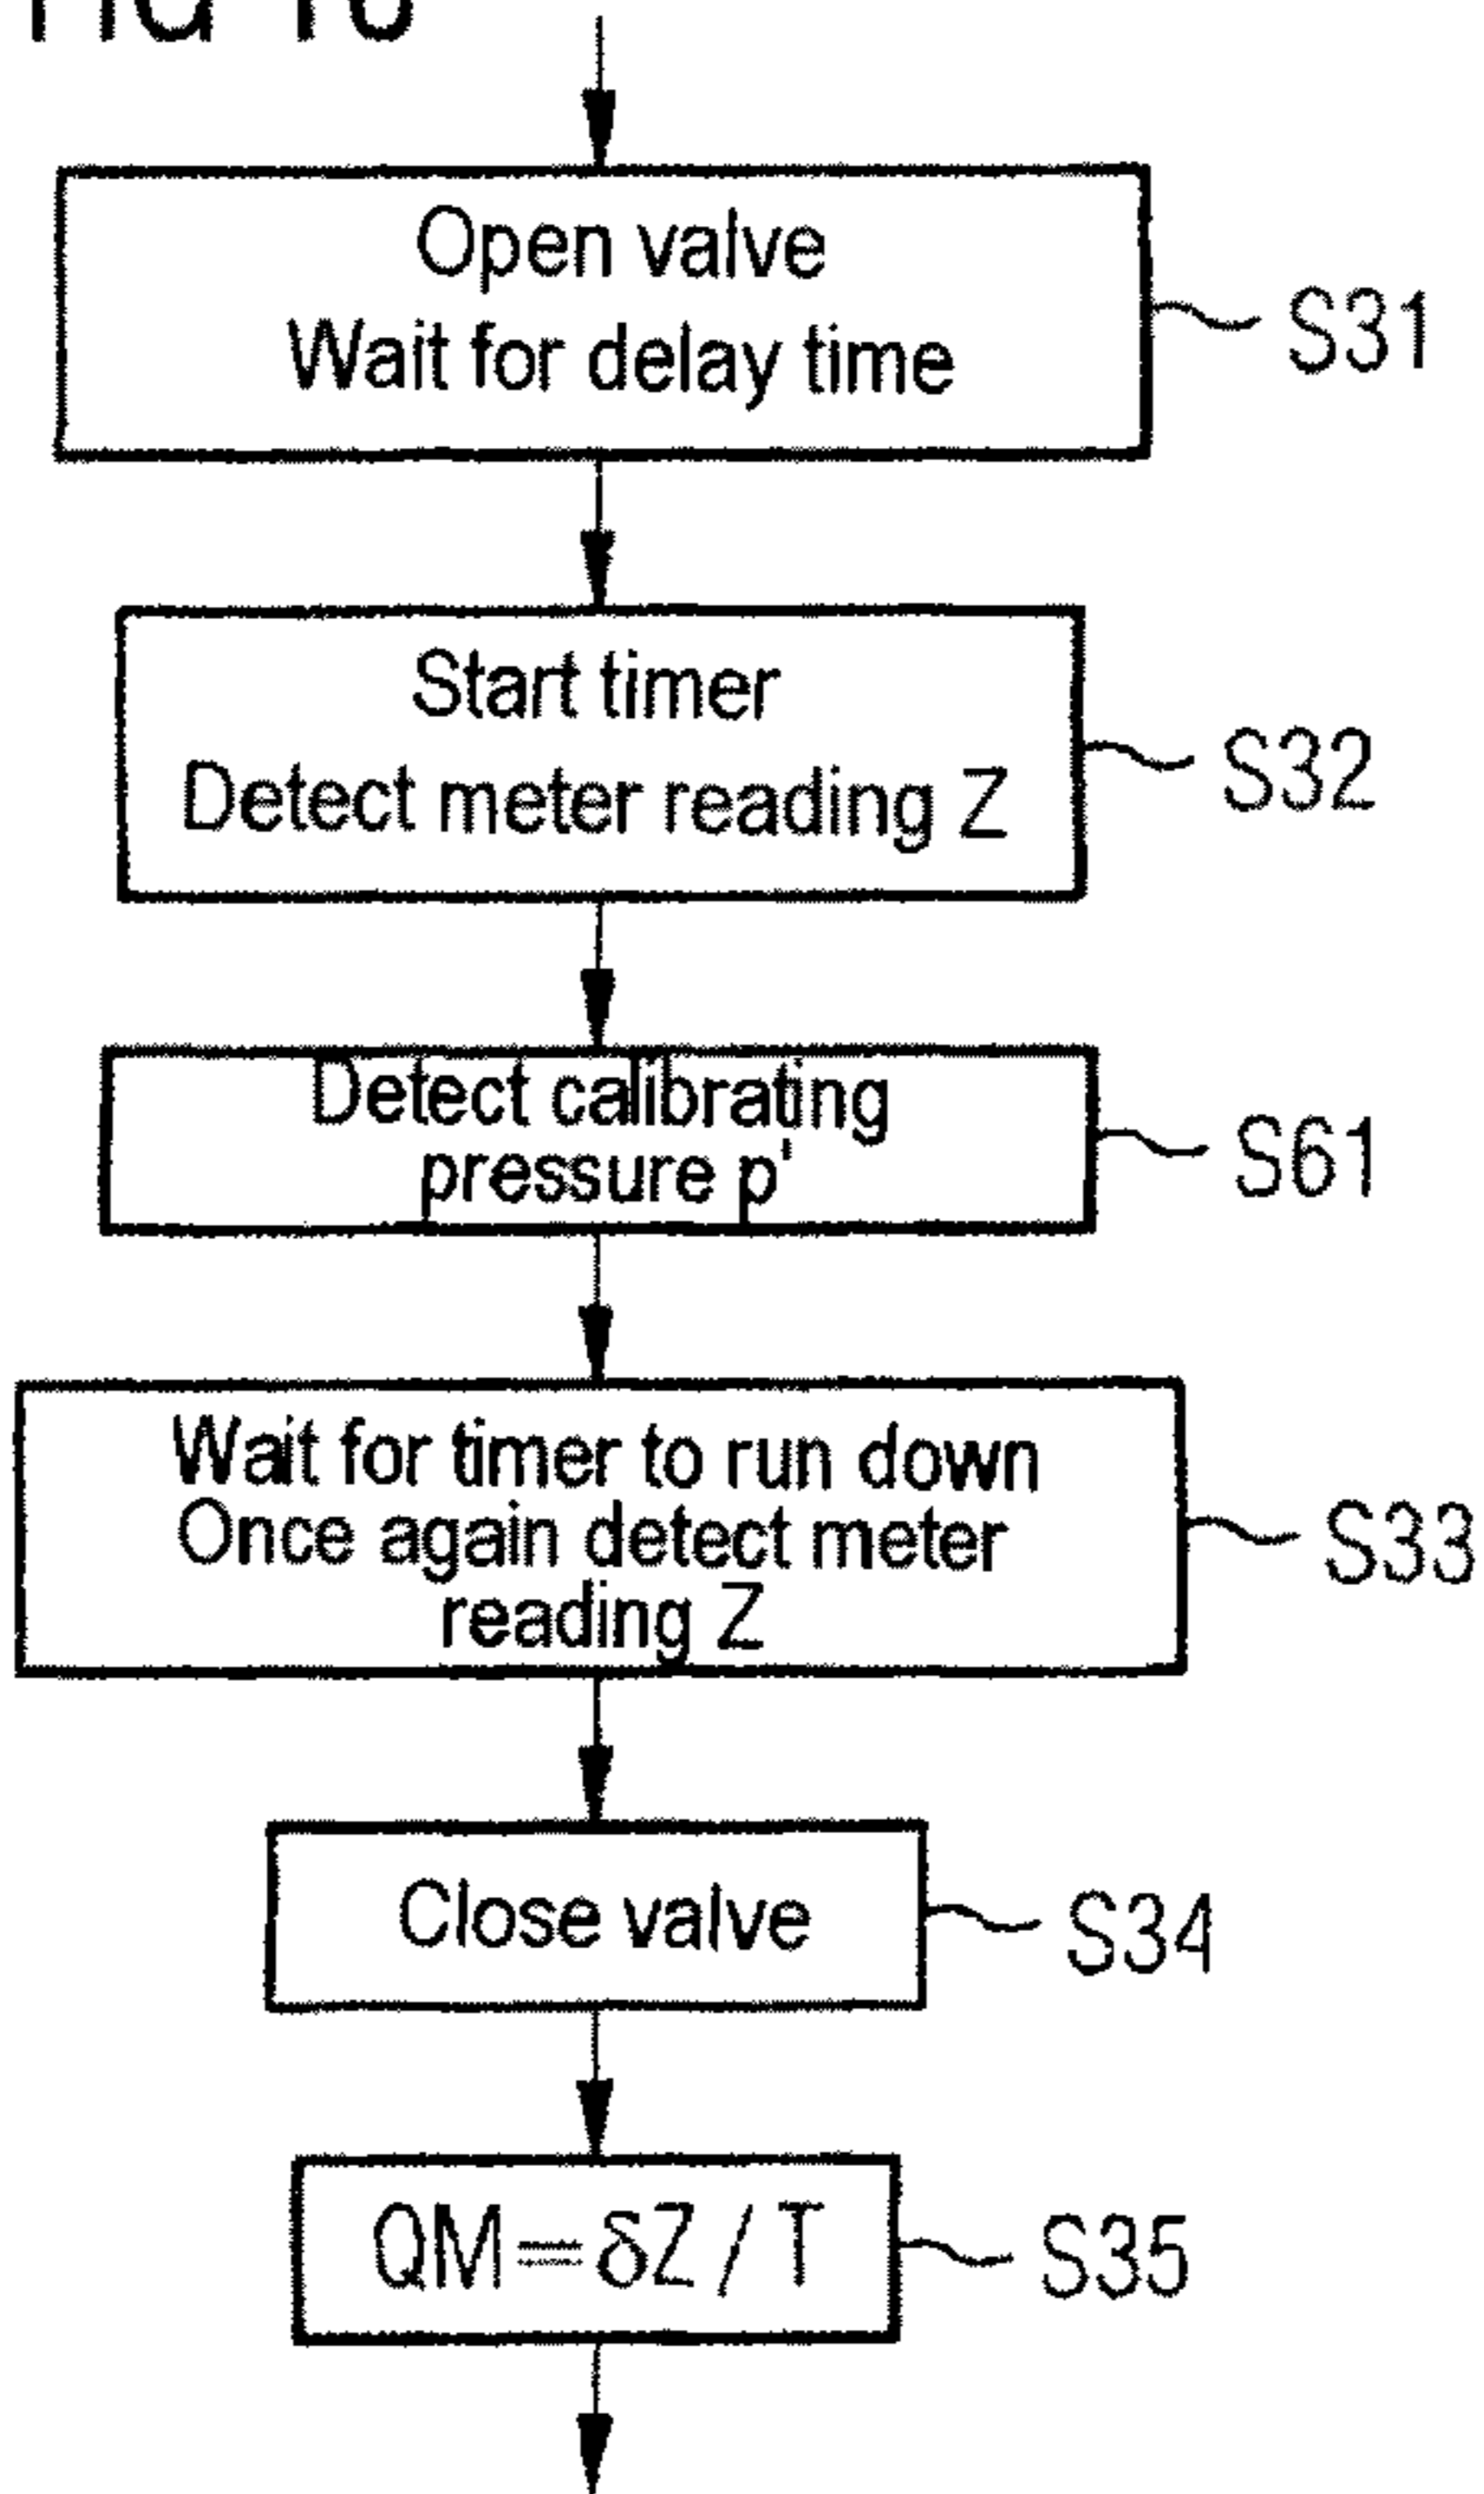 Open valve
Wait for delay time
S31
Start timer
Detect meter reading Z
S32
Detect calibrating
pressure p'
S61
Wait for timer to run down
Once again detect meter
reading Z
S33
Close valve
S34
QM=δZ/T
S35